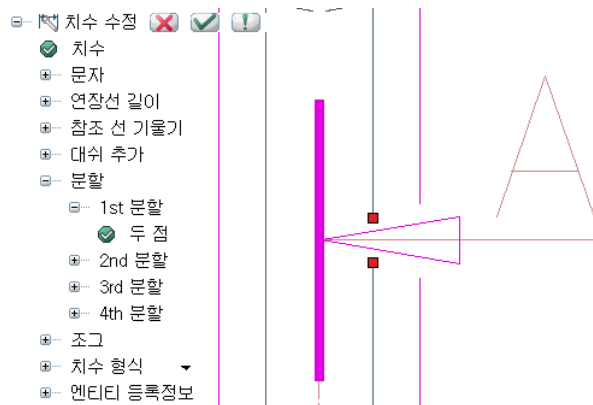 치수 수정
치수
문자
연장선 길이
참조 선 기울기
대쉬 추가
분할
1st 분할
두 점
2nd 분할
3rd 분할
4th 분할
조그
치수 형식
엔티티 등록정보
A